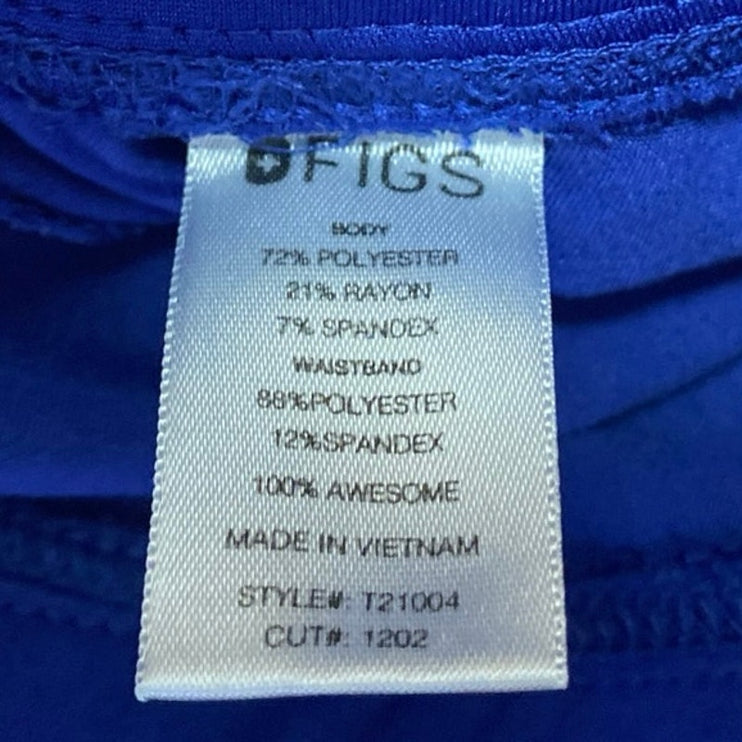 FIGS
BODY
72% POLYESTER
21% RAYON
7% SPANDEX
WAISTBAND
88%POLYESTER
12%SPANDEX
100% AWESOME
MADE IN VIETNAM
STYLE#: T21004
CUT#: 1202